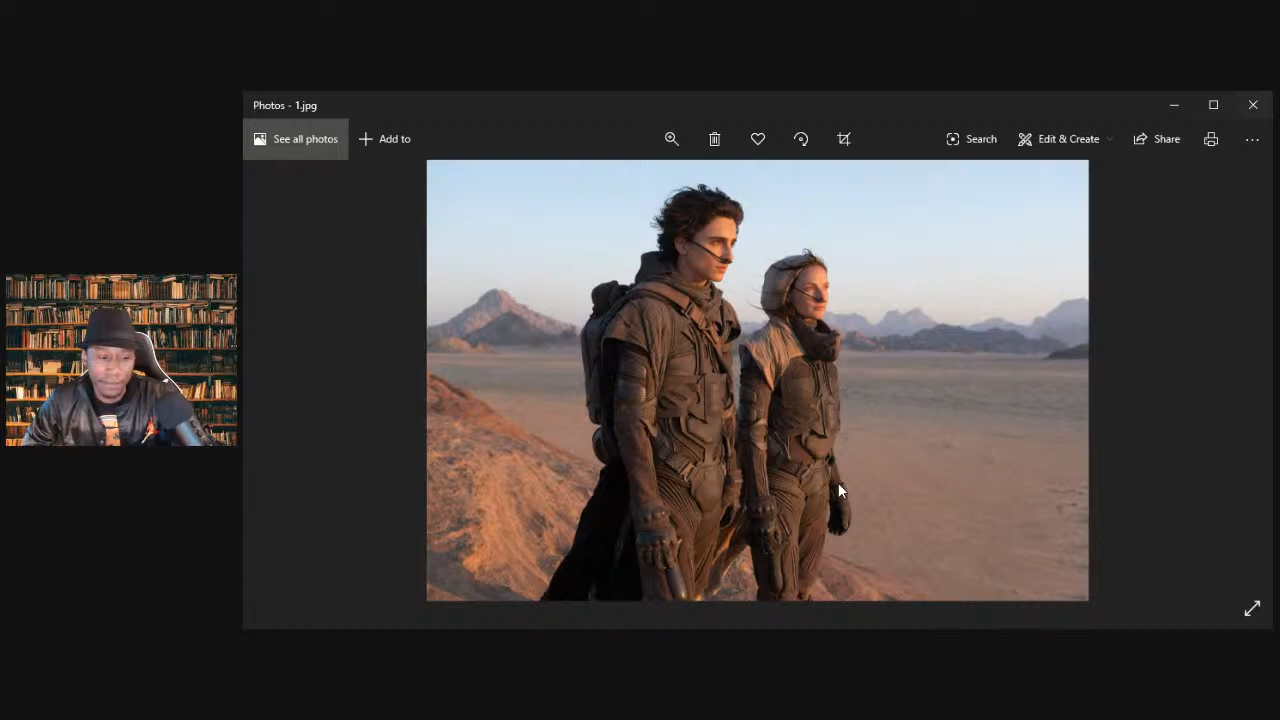 Photos - 1.jpg
See all photos
Add to
Search
Edit & Create
Share